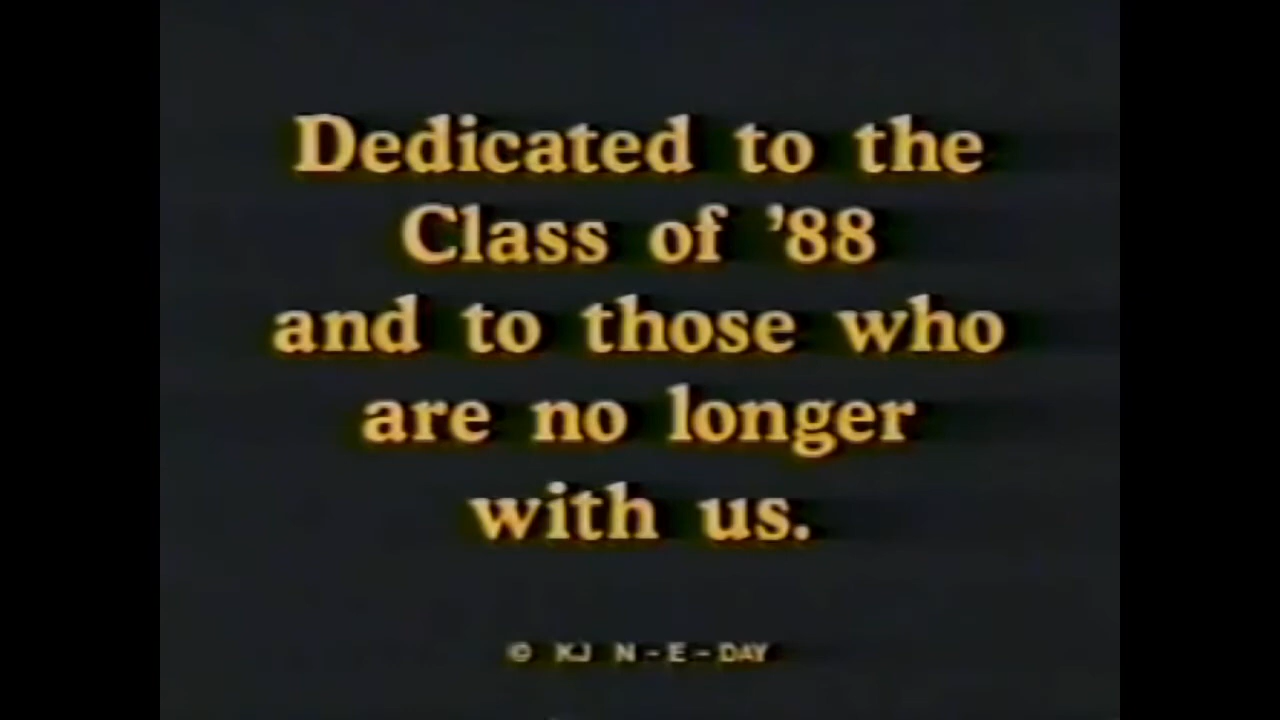 Dedicated to the
Class of '88
and to those who
are no longer
with us.
© KJ N-E-DAY